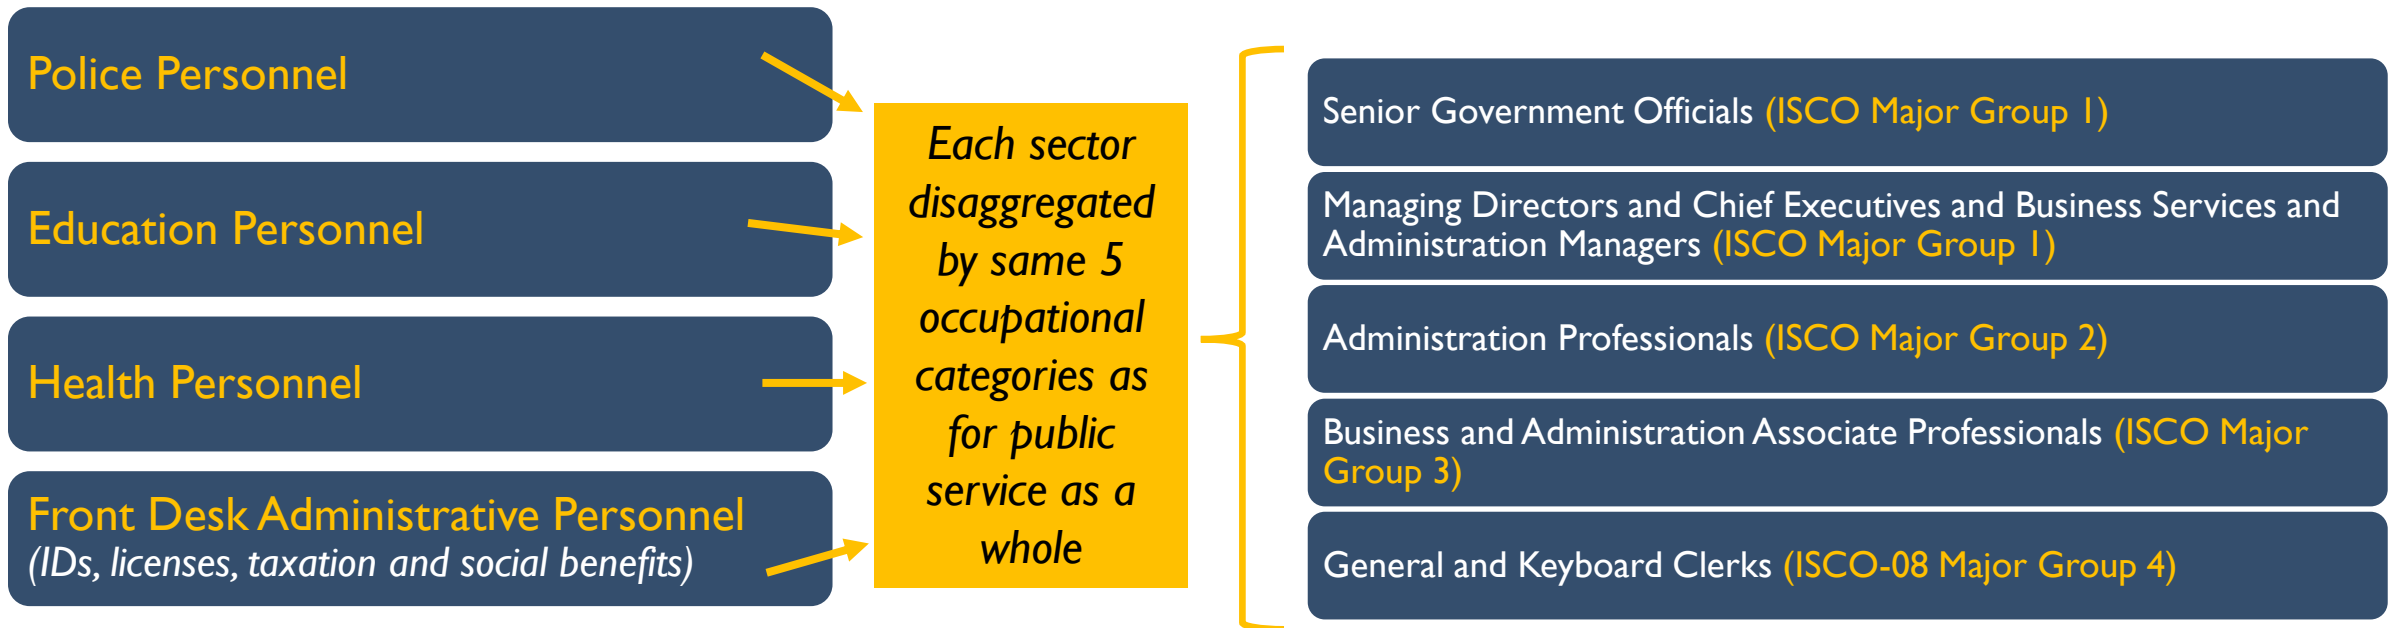 Police Personnel
Education Personnel
Health Personnel
Front Desk Administrative Personnel
(IDs, licenses, taxation and social benefits)
Each sector
disaggregated
by same 5
occupational
categories as
for public
service as a
whole
Senior Government Officials (ISCO Major Group 1)
Managing Directors and Chief Executives and Business Services and
Administration Managers (ISCO Major Group 1)
Administration Professionals (ISCO Major Group 2)
Business and Administration Associate Professionals (ISCO Major
Group 3)
General and Keyboard Clerks (ISCO-08 Major Group 4)